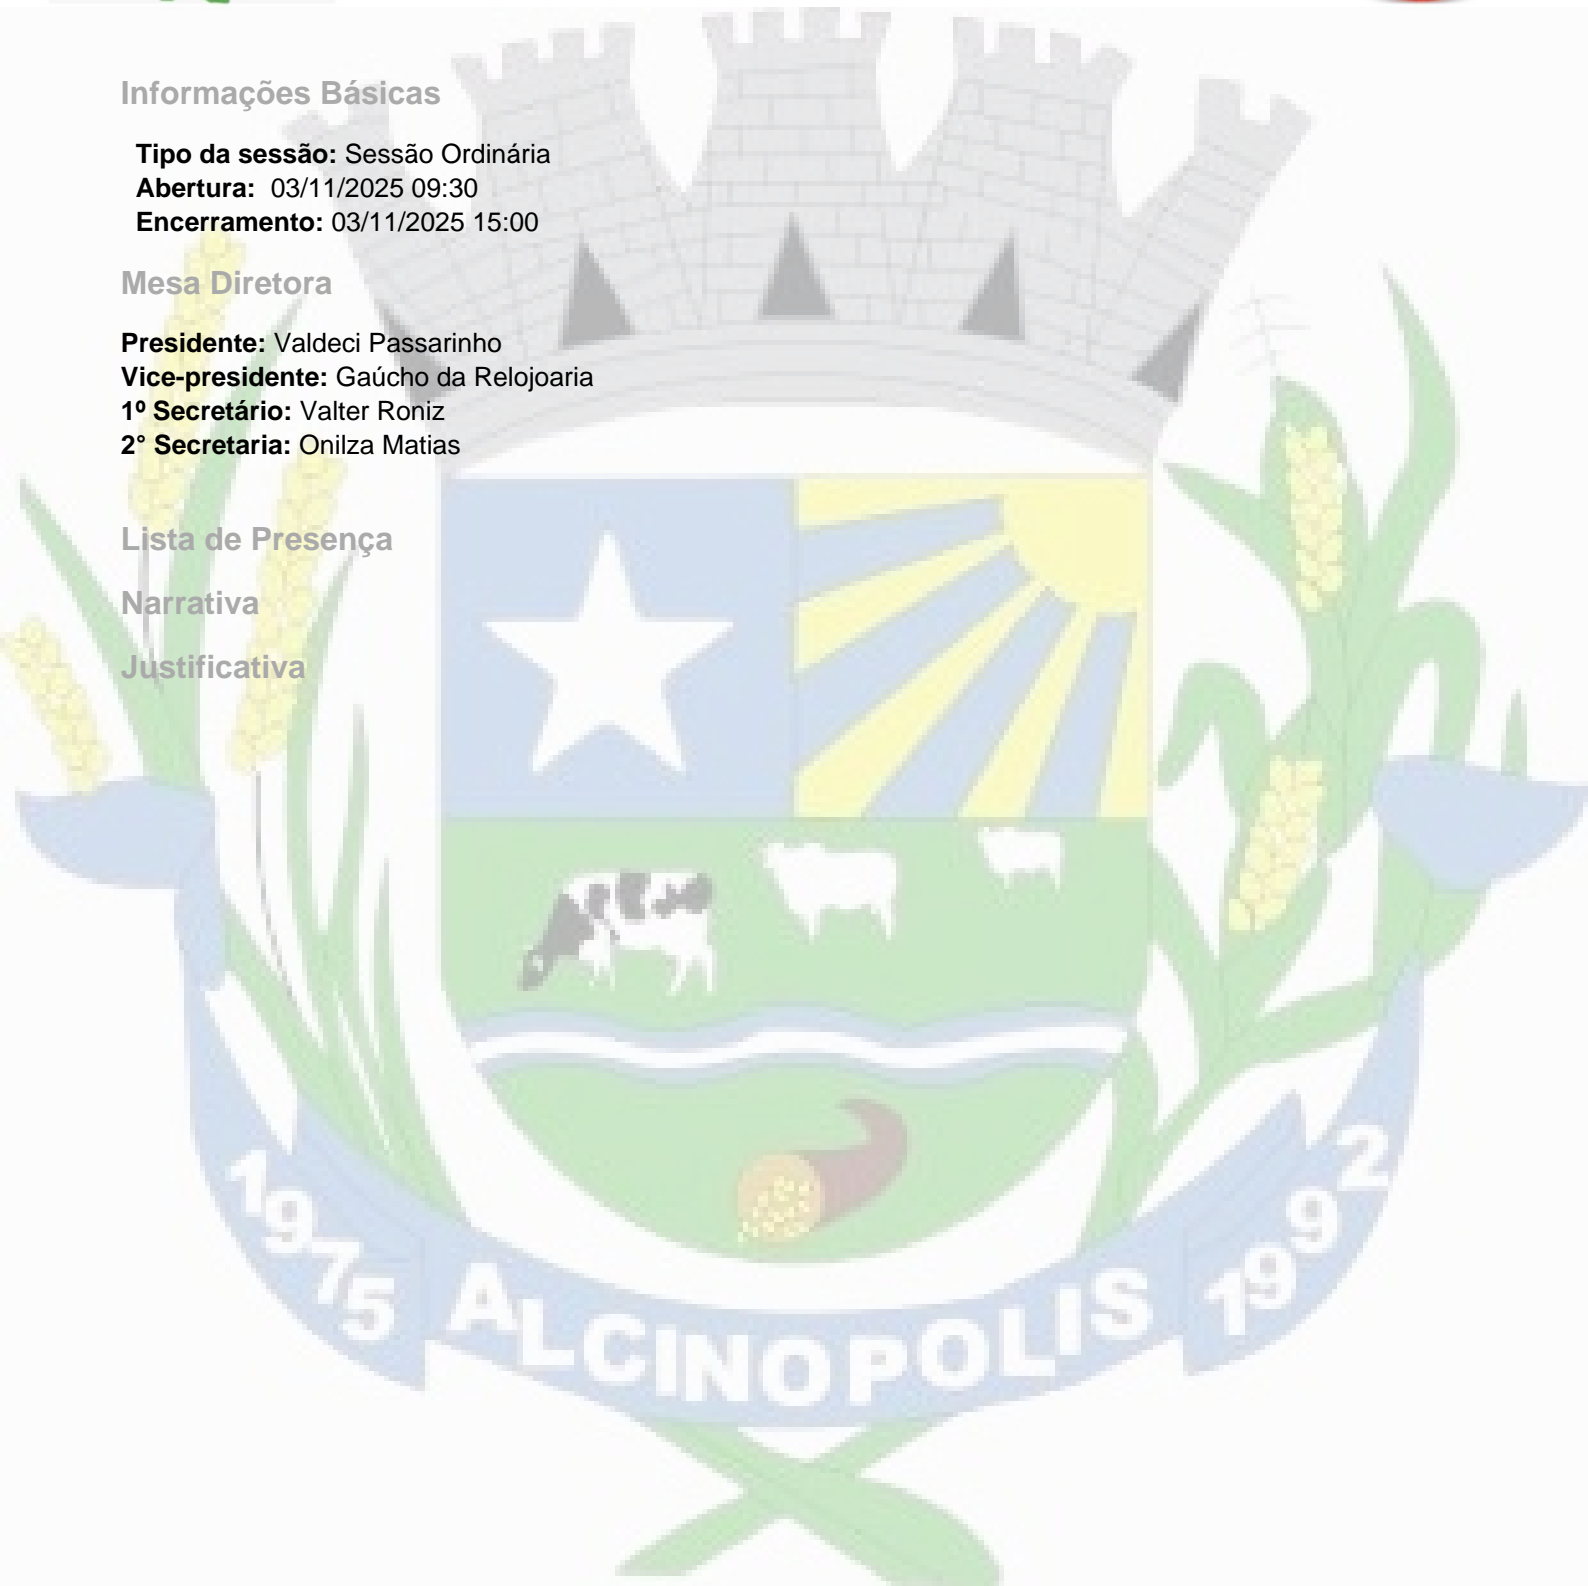 Informações Básicas
Tipo da sessão: Sessão Ordinária
Abertura: 03/11/2025 09:30
Encerramento: 03/11/2025 15:00
Mesa Diretora
Presidente: Valdeci Passarinho
Vice-presidente: Gaúcho da Relojoaria
1º Secretário: Valter Roniz
2° Secretaria: Onilza Matias
Lista de Presença
Narrativa
Justificativa
1975 ALCINOPOLIS 1992